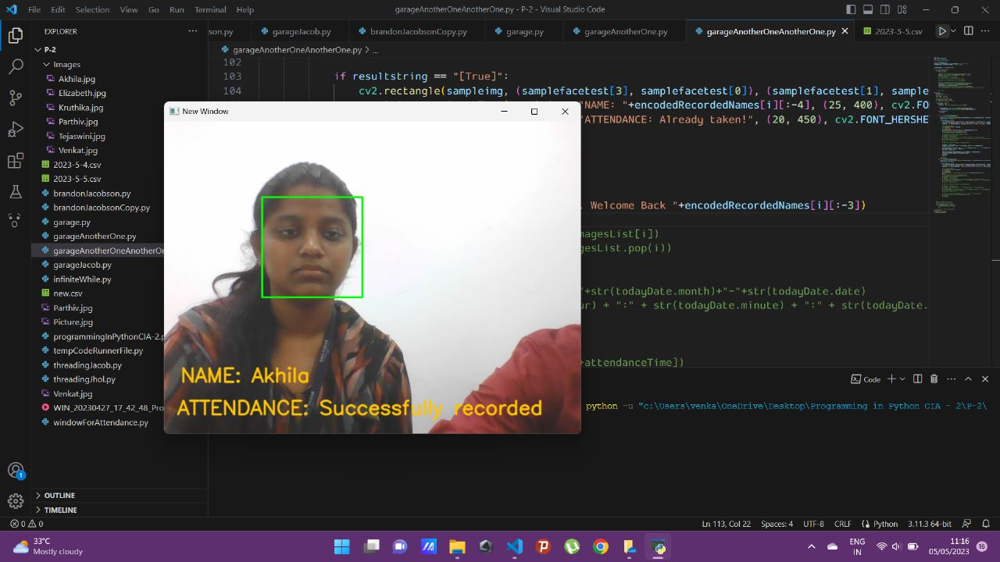 File Edit Selection View Go Run Terminal Help
garageAnotherOneAnotherOne.py - P-2 - Visual Studio Code
EXPLORER
son.py garageJacob.py brandonJacobsonCopy.py garage.py garageAnotherOne.py garageAnotherOneAnotherOne.py 2023-5-5.csv
garageAnotherOneAnotherOne.py > ...
P-2
Images
Akhila.jpg
Elizabeth.jpg
Kruthika.jpg
Parthiv.jpg
Tejaswini.jpg
Venkat.jpg
2023-5-4.csv
2023-5-5.csv
brandonJacobson.py
brandonJacobsonCopy.py
garage.py
garageAnotherOne.py
garageAnotherOneAnotherOn
garageJacob.py
infiniteWhile.py
new.csv
Parthiv.jpg
Picture.jpg
programmingInPythonCIA-2.p
tempCodeRunnerFile.py
threadingJacob.py
threadingJhol.py
Venkat.jpg
WIN_20230427_17_42_48_Pro
windowForAttendance.py
OUTLINE
TIMELINE
102
103 if resultString == "[True]":
104 cv2.rectangle(sampleimg, (samplefacetest[3], samplefacetest[0]), (samplefacetest[1], sample
"NAME: "+encodedRecordedNames[i][:-4], (25, 400), cv2.FON
"ATTENDANCE: Already taken!", (20, 450), cv2.FONT_HERSHE
. Welcome Back "+encodedRecordedNames[i][:-3])
magesList[i])
gesList.pop(i))
"+str(todayDate.month)+"-"+str(todayDate.date)
ur) + ":" + str(todayDate.minute) + ":" + str(todayDate.
+attendanceTime])
New Window
NAME: Akhila
ATTENDANCE: Successfully recorded
Code
python -u "c:\Users\venka\OneDrive\Desktop\Programming in Python CIA - 2\P-2\
1
0 0 Ln 113, Col 22 Spaces: 4 UTF-8 CRLF Python 3.11.3 64-bit
33°C
Mostly cloudy
ENG
IN
11:16
05/05/2023
16